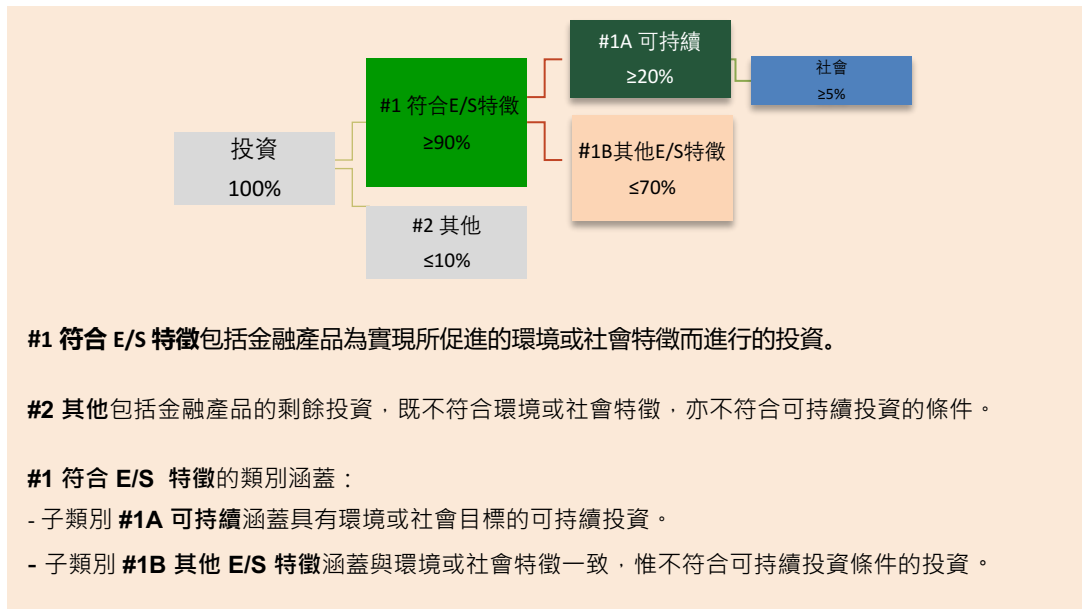 投資
100%
#1 符合E/S特徵
≥90%
#2 其他
≤10%
#1A 可持續
≥20%
#1B其他E/S特徵
≤70%
社會
≥5%
#1 符合 E/S 特徵包括金融產品為實現所促進的環境或社會特徵而進行的投資。
#2 其他包括金融產品的剩餘投資，既不符合環境或社會特徵，亦不符合可持續投資的條件。
#1 符合 E/S 特徵的類別涵蓋：
- 子類別 #1A 可持續涵蓋具有環境或社會目標的可持續投資。
- 子類別 #1B 其他 E/S 特徵涵蓋與環境或社會特徵一致，惟不符合可持續投資條件的投資。